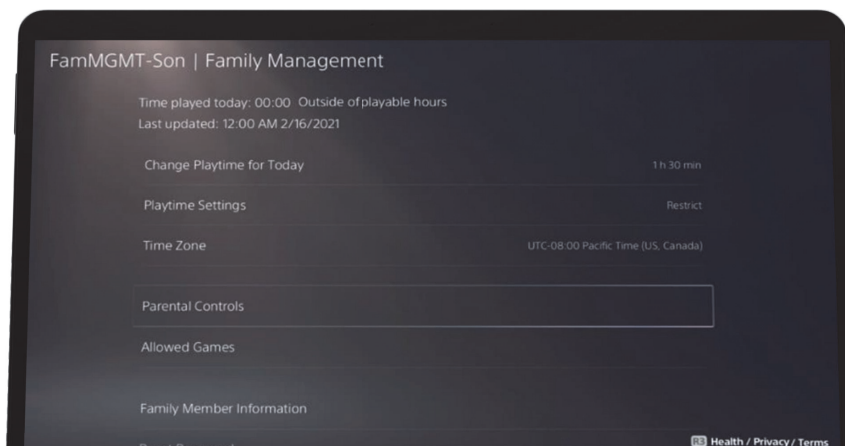 FamMGMT-Son | Family Management
Time played today: 00:00 Outside of playable hours
Last updated: 12:00 AM 2/16/2021
Change Playtime for Today 1 h 30 min
Playtime Settings Restrict
Time Zone UTC-08:00 Pacific Time (US, Canada)
Parental Controls
Allowed Games
Family Member Information
R3 Health / Privacy / Terms